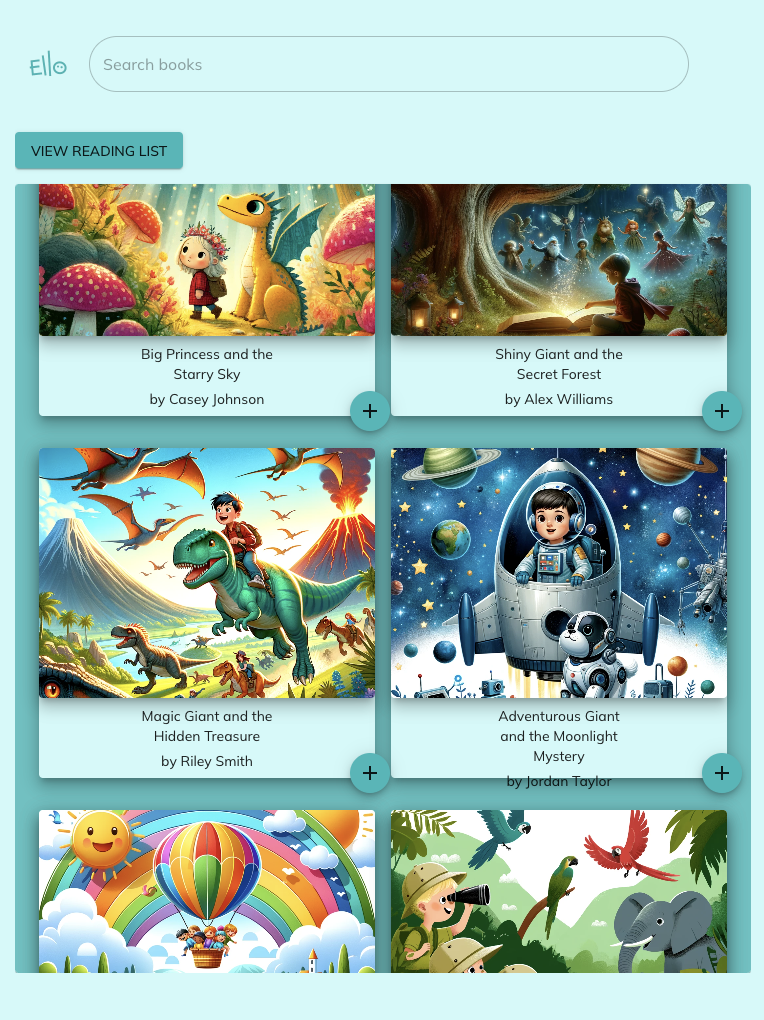 Ello
Search books
VIEW READING LIST
Big Princess and the
Starry Sky
by Casey Johnson
Shiny Giant and the
Secret Forest
by Alex Williams
Magic Giant and the
Hidden Treasure
by Riley Smith
Adventurous Giant
and the Moonlight
Mystery
by Jordan Taylor